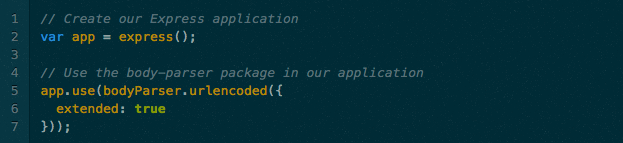 1 // Create our Express application
2 var app = express();
3
4 // Use the body-parser package in our application
5 app.use(bodyParser.urlencoded({
6   extended: true
7 }));